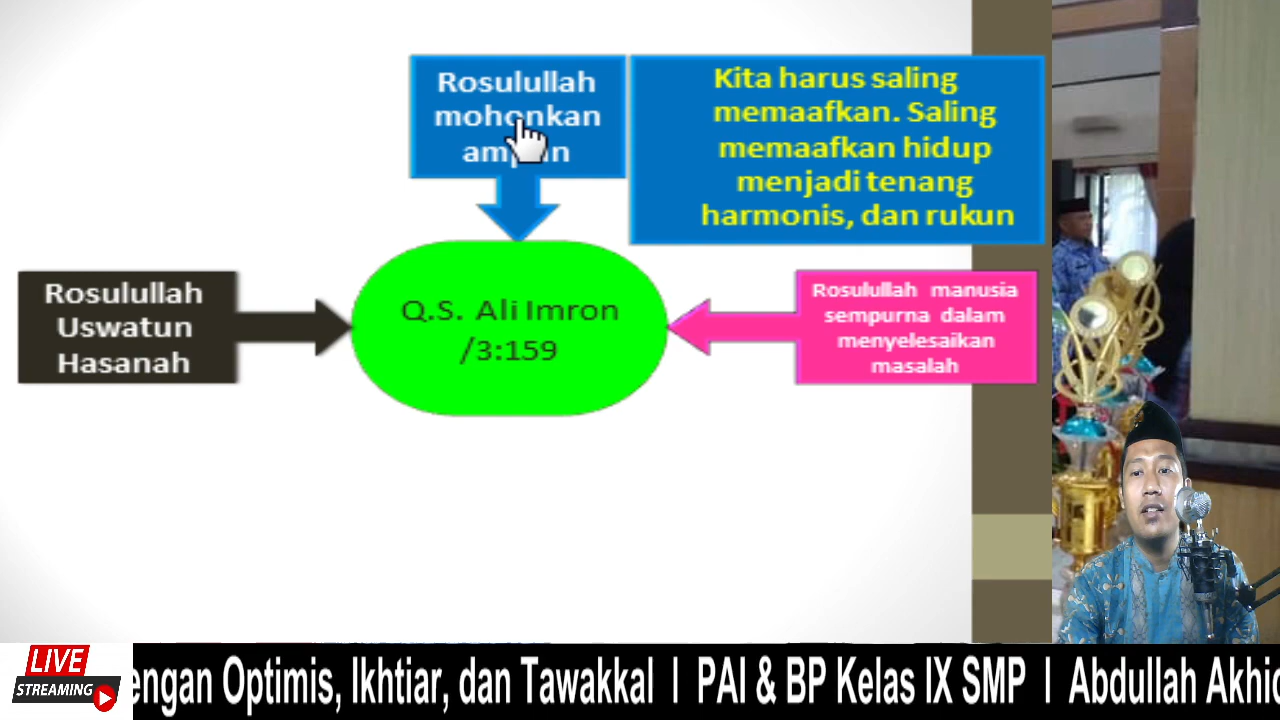 Rosulullah
mohonkan
Kita harus saling
memaafkan. Saling
memaafkan hidup
menjadi tenang
harmonis, dan rukun
Rosulullah
Uswatun
Hasanah
Q.S. Ali Imron
/3:159
Rosulullah manusia
sempurna dalam
menyelesaikan
masalah
LIVE
STREAMING
engan Optimis, Ikhtiar, dan Tawakkal I PAI & BP Kelas IX SMP I Abdullah